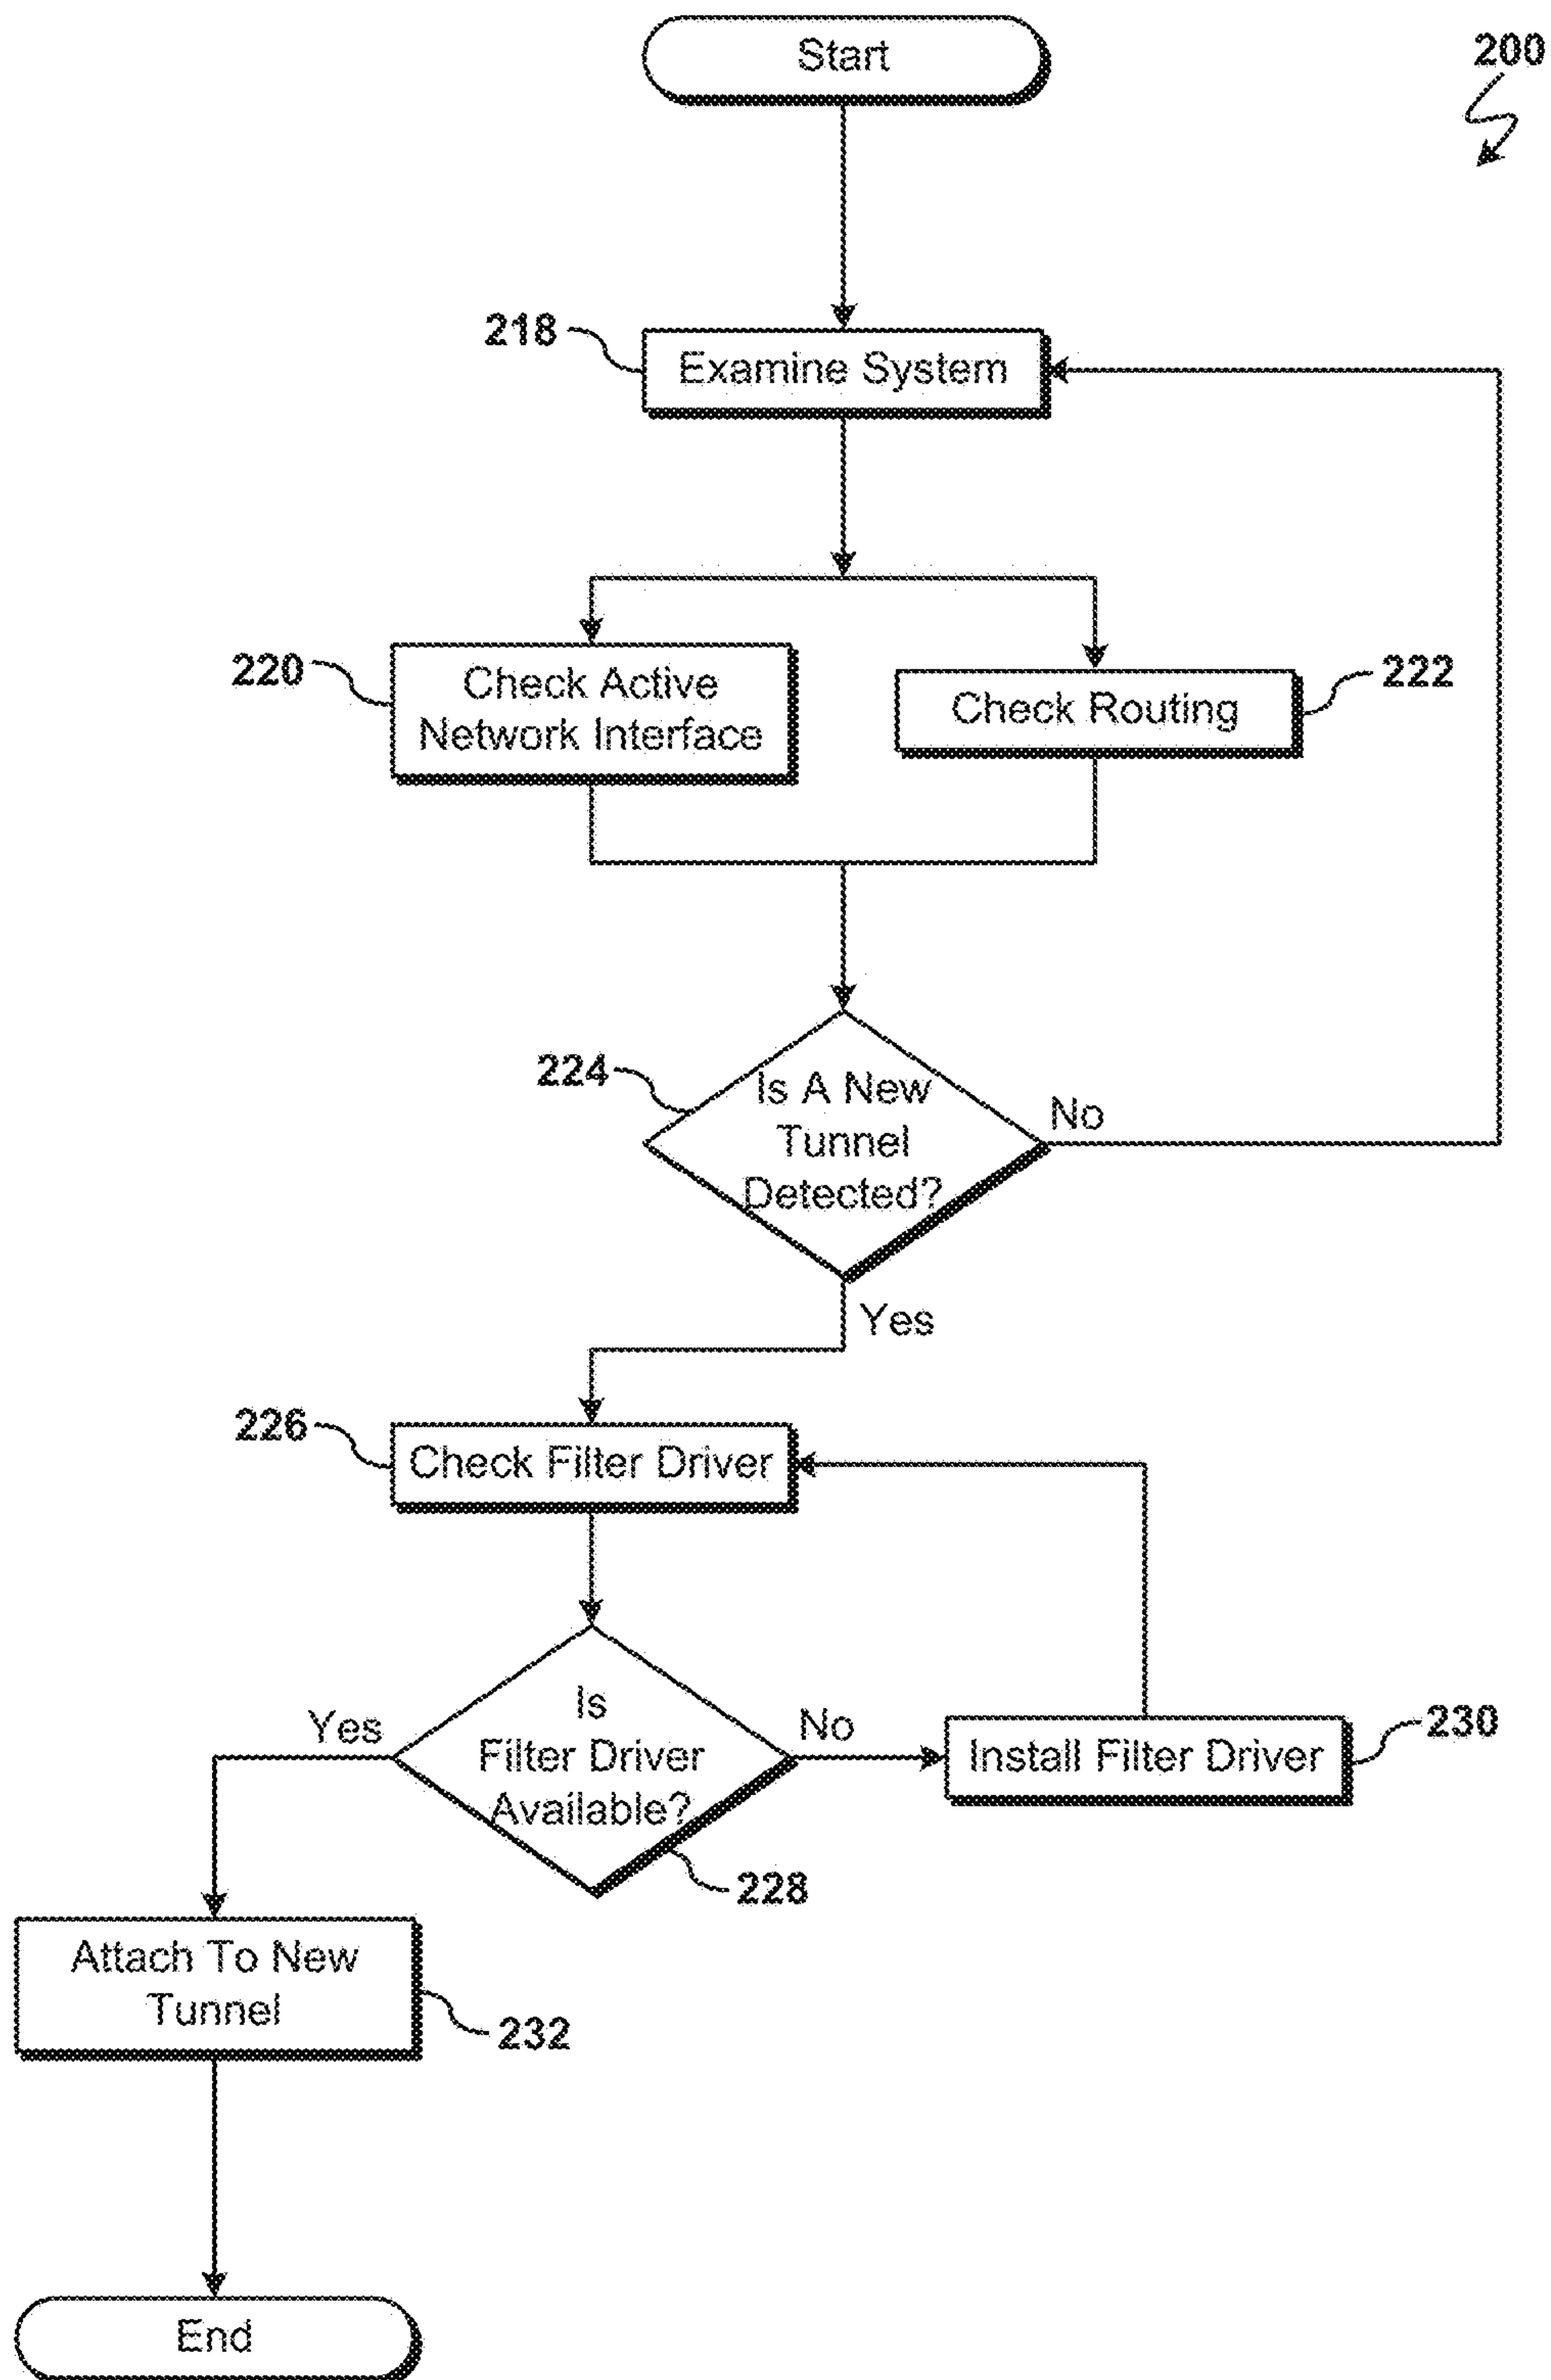 Start
200
218
Examine System
220
Check Active
Network Interface
Check Routing
222
224
Is A New
Tunnel
Detected?
No
Yes
226
Check Filter Driver
Yes
Is
Filter Driver
Available?
No
Install Filter Driver
230
228
Attach To New
Tunnel
232
End